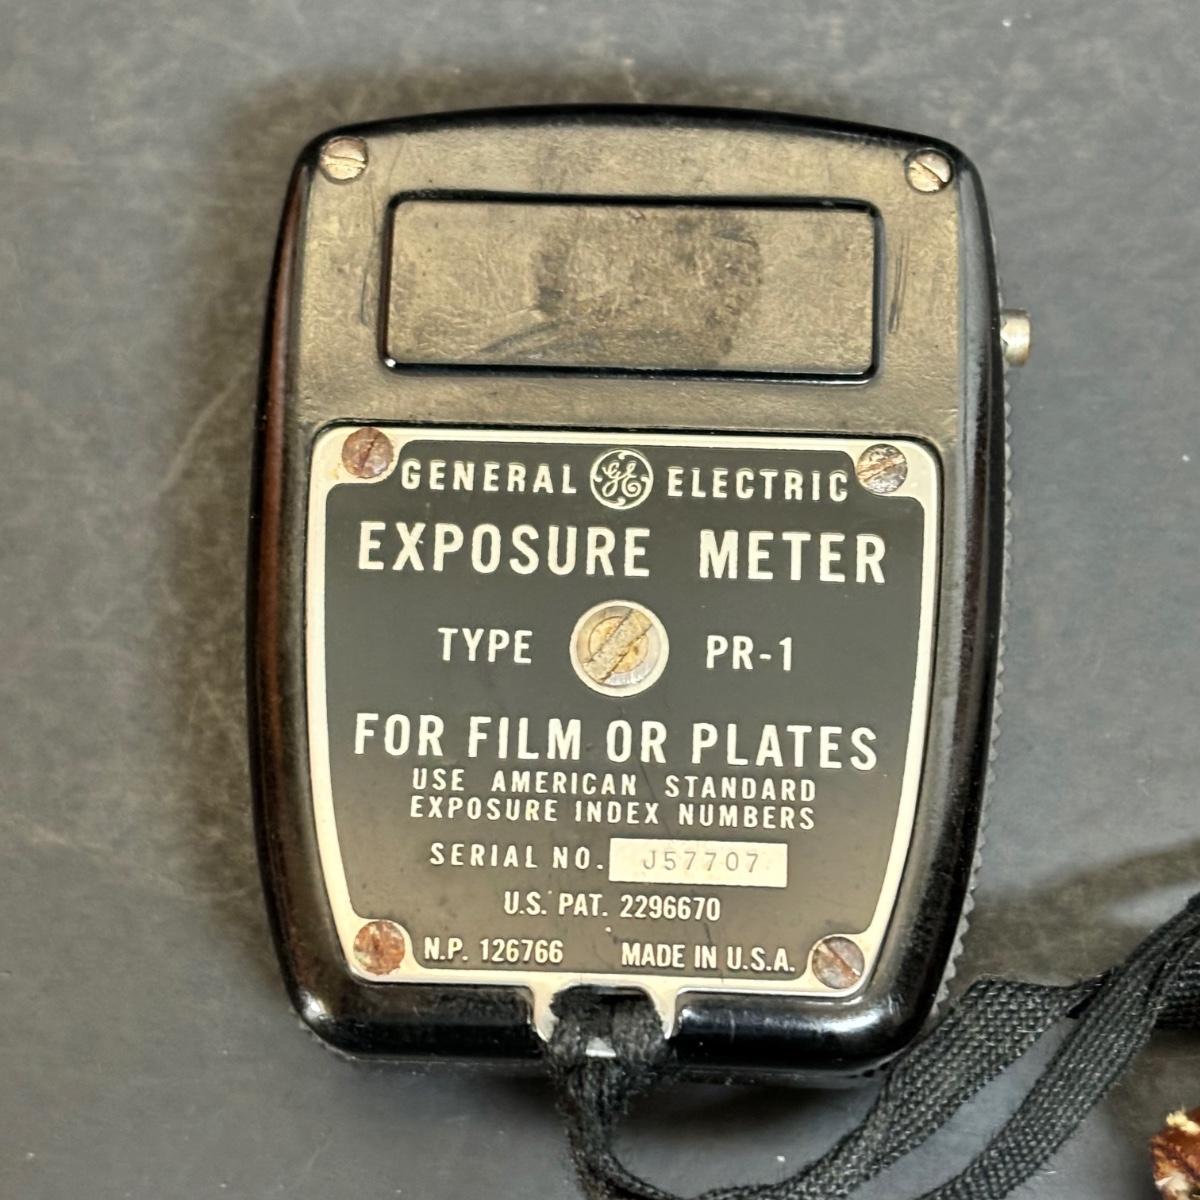 GENERAL GE ELECTRIC
EXPOSURE METER
TYPE PR-1
FOR FILM OR PLATES
USE AMERICAN STANDARD
EXPOSURE INDEX NUMBERS
SERIAL NO. J57707
U.S. PAT. 2296670
N.P. 126766 MADE IN U.S.A.